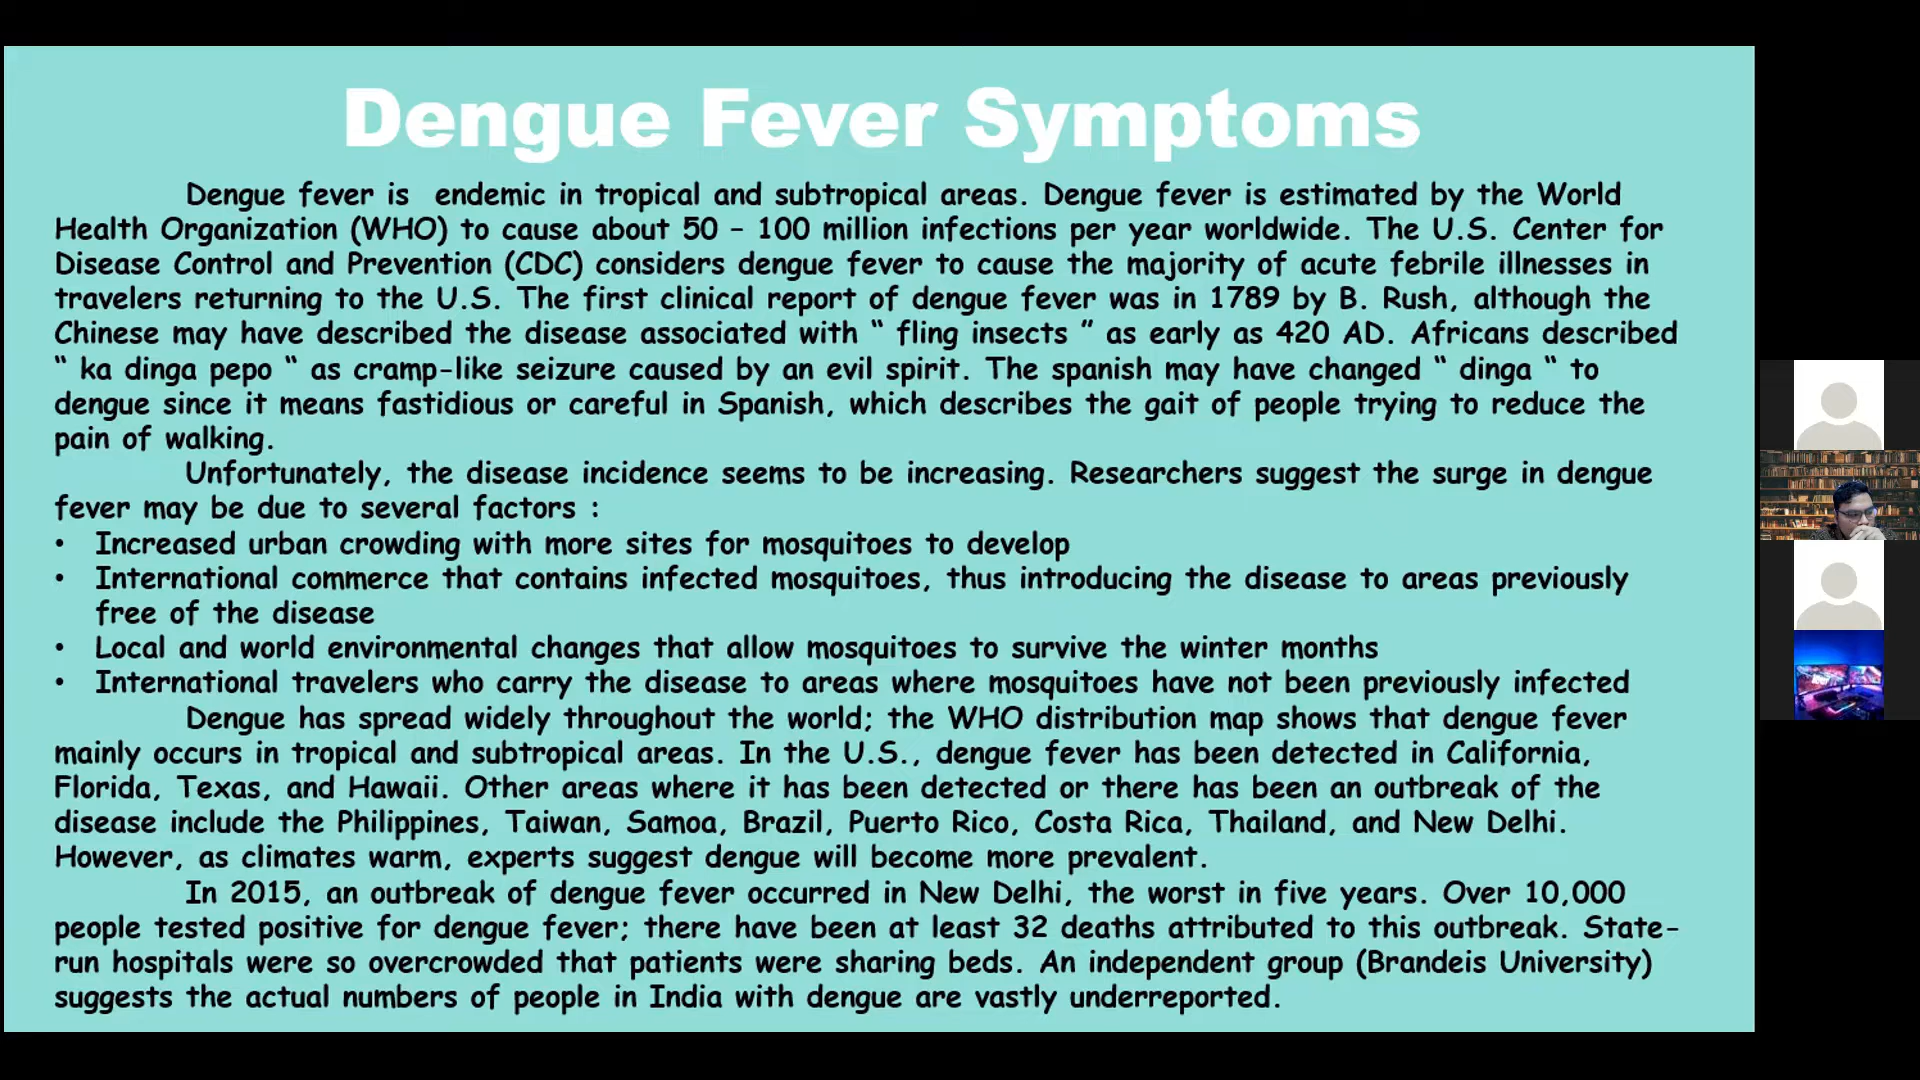 Dengue Fever Symptoms
Dengue fever is endemic in tropical and subtropical areas. Dengue fever is estimated by the World
Health Organization (WHO) to cause about 50 – 100 million infections per year worldwide. The U.S. Center for
Disease Control and Prevention (CDC) considers dengue fever to cause the majority of acute febrile illnesses in
travelers returning to the U.S. The first clinical report of dengue fever was in 1789 by B. Rush, although the
Chinese may have described the disease associated with “ fling insects ” as early as 420 AD. Africans described
“ ka dinga pepo “ as cramp-like seizure caused by an evil spirit. The spanish may have changed “ dinga “ to
dengue since it means fastidious or careful in Spanish, which describes the gait of people trying to reduce the
pain of walking.
Unfortunately, the disease incidence seems to be increasing. Researchers suggest the surge in dengue
fever may be due to several factors :
• Increased urban crowding with more sites for mosquitoes to develop
• International commerce that contains infected mosquitoes, thus introducing the disease to areas previously
free of the disease
• Local and world environmental changes that allow mosquitoes to survive the winter months
• International travelers who carry the disease to areas where mosquitoes have not been previously infected
Dengue has spread widely throughout the world; the WHO distribution map shows that dengue fever
mainly occurs in tropical and subtropical areas. In the U.S., dengue fever has been detected in California,
Florida, Texas, and Hawaii. Other areas where it has been detected or there has been an outbreak of the
disease include the Philippines, Taiwan, Samoa, Brazil, Puerto Rico, Costa Rica, Thailand, and New Delhi.
However, as climates warm, experts suggest dengue will become more prevalent.
In 2015, an outbreak of dengue fever occurred in New Delhi, the worst in five years. Over 10,000
people tested positive for dengue fever; there have been at least 32 deaths attributed to this outbreak. State-
run hospitals were so overcrowded that patients were sharing beds. An independent group (Brandeis University)
suggests the actual numbers of people in India with dengue are vastly underreported.